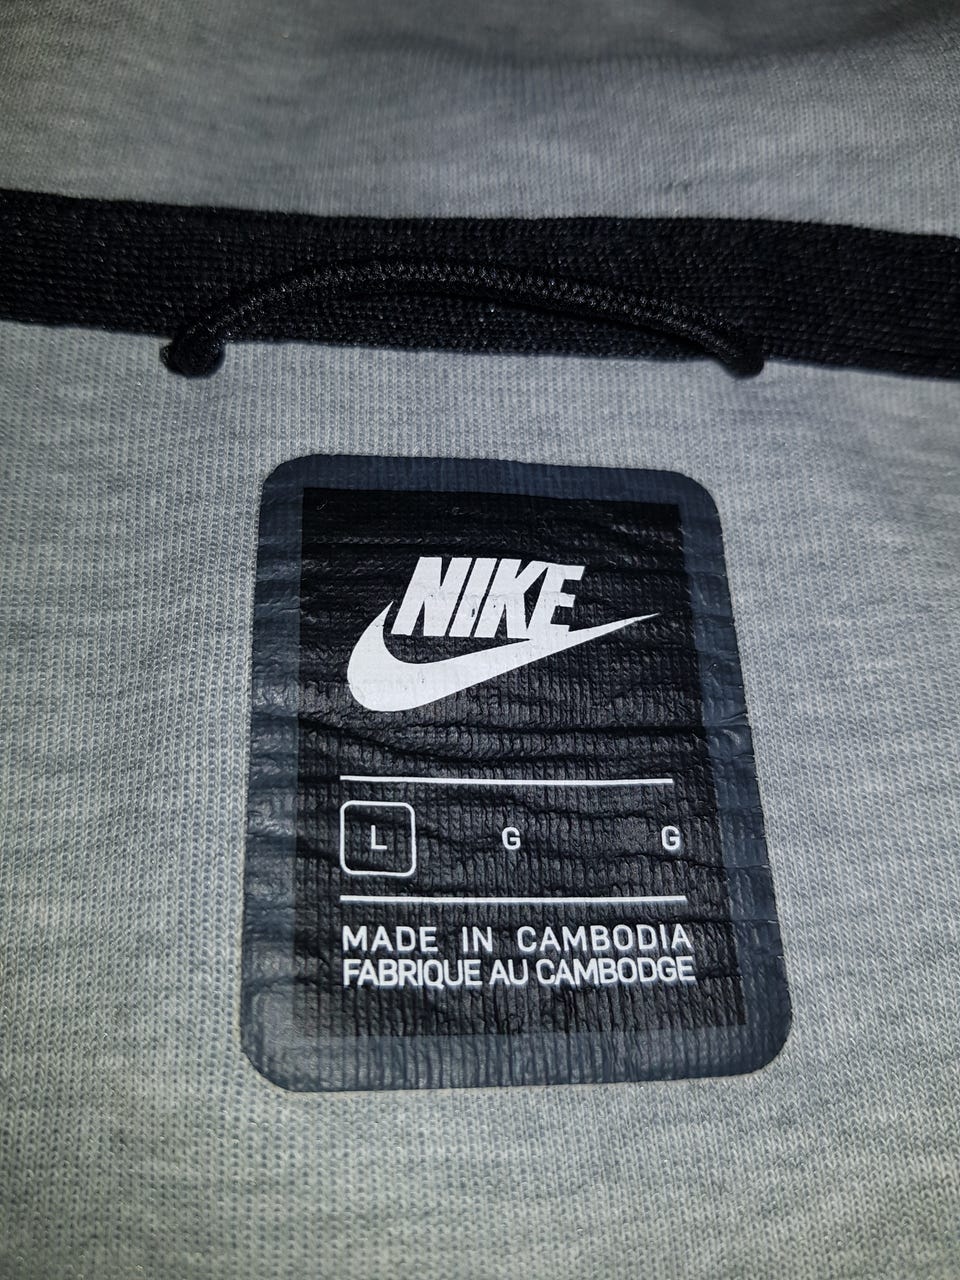 NIKE
L G G
MADE IN CAMBODIA
FABRIQUE AU CAMBODGE